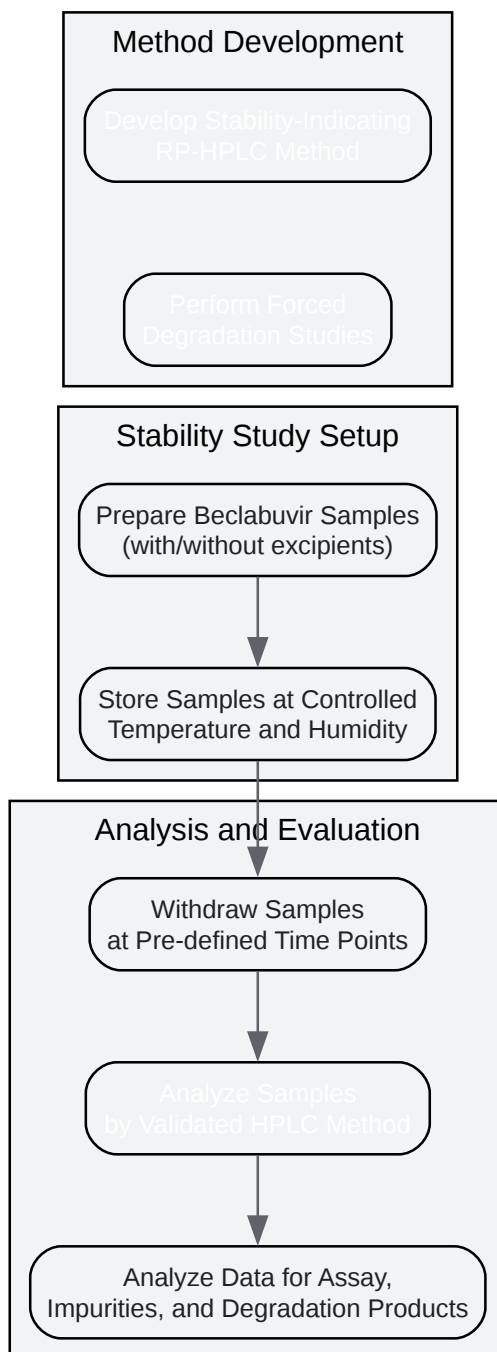 Method Development
Develop Stability-Indicating
RP-HPLC Method
Perform Forced
Degradation Studies
Stability Study Setup
Prepare Beclabuvir Samples
(with/without excipients)
Store Samples at Controlled
Temperature and Humidity
Analysis and Evaluation
Withdraw Samples
at Pre-defined Time Points
Analyze Samples
by Validated HPLC Method
Analyze Data for Assay,
Impurities, and Degradation Products